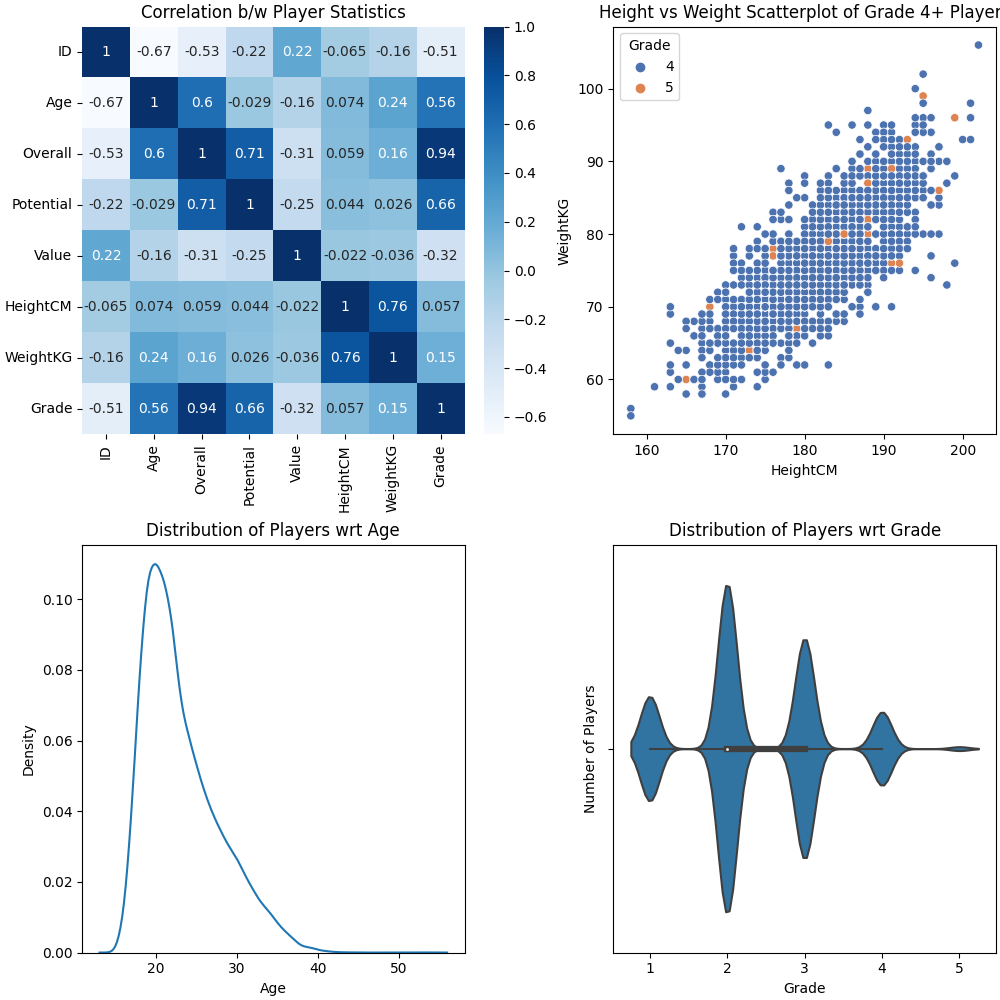 Correlation b/w Player Statistics
ID 1 -0.67 -0.53 -0.22 0.22 -0.065 -0.16 -0.51
Age -0.67 1 0.6 -0.029 -0.16 0.074 0.24 0.56
Overall -0.53 0.6 1 0.71 -0.31 0.059 0.16 0.94
Potential -0.22 -0.029 0.71 1 -0.25 0.044 0.026 0.66
Value 0.22 -0.16 -0.31 -0.25 1 -0.022 -0.036 -0.32
HeightCM -0.065 0.074 0.059 0.044 -0.022 1 0.76 0.057
WeightKG -0.16 0.24 0.16 0.026 -0.036 0.76 1 0.15
Grade -0.51 0.56 0.94 0.66 -0.32 0.057 0.15 1
ID Age Overall Potential Value HeightCM WeightKG Grade
1.0
0.8
0.6
0.4
0.2
0.0
−0.2
−0.4
−0.6
Height vs Weight Scatterplot of Grade 4+ Player
Grade
4
5
WeightKG
100
90
80
70
60
160 170 180 190 200
HeightCM
Distribution of Players wrt Age
Density
0.10
0.08
0.06
0.04
0.02
0.00
20 30 40 50
Age
Distribution of Players wrt Grade
Number of Players
1 2 3 4 5
Grade